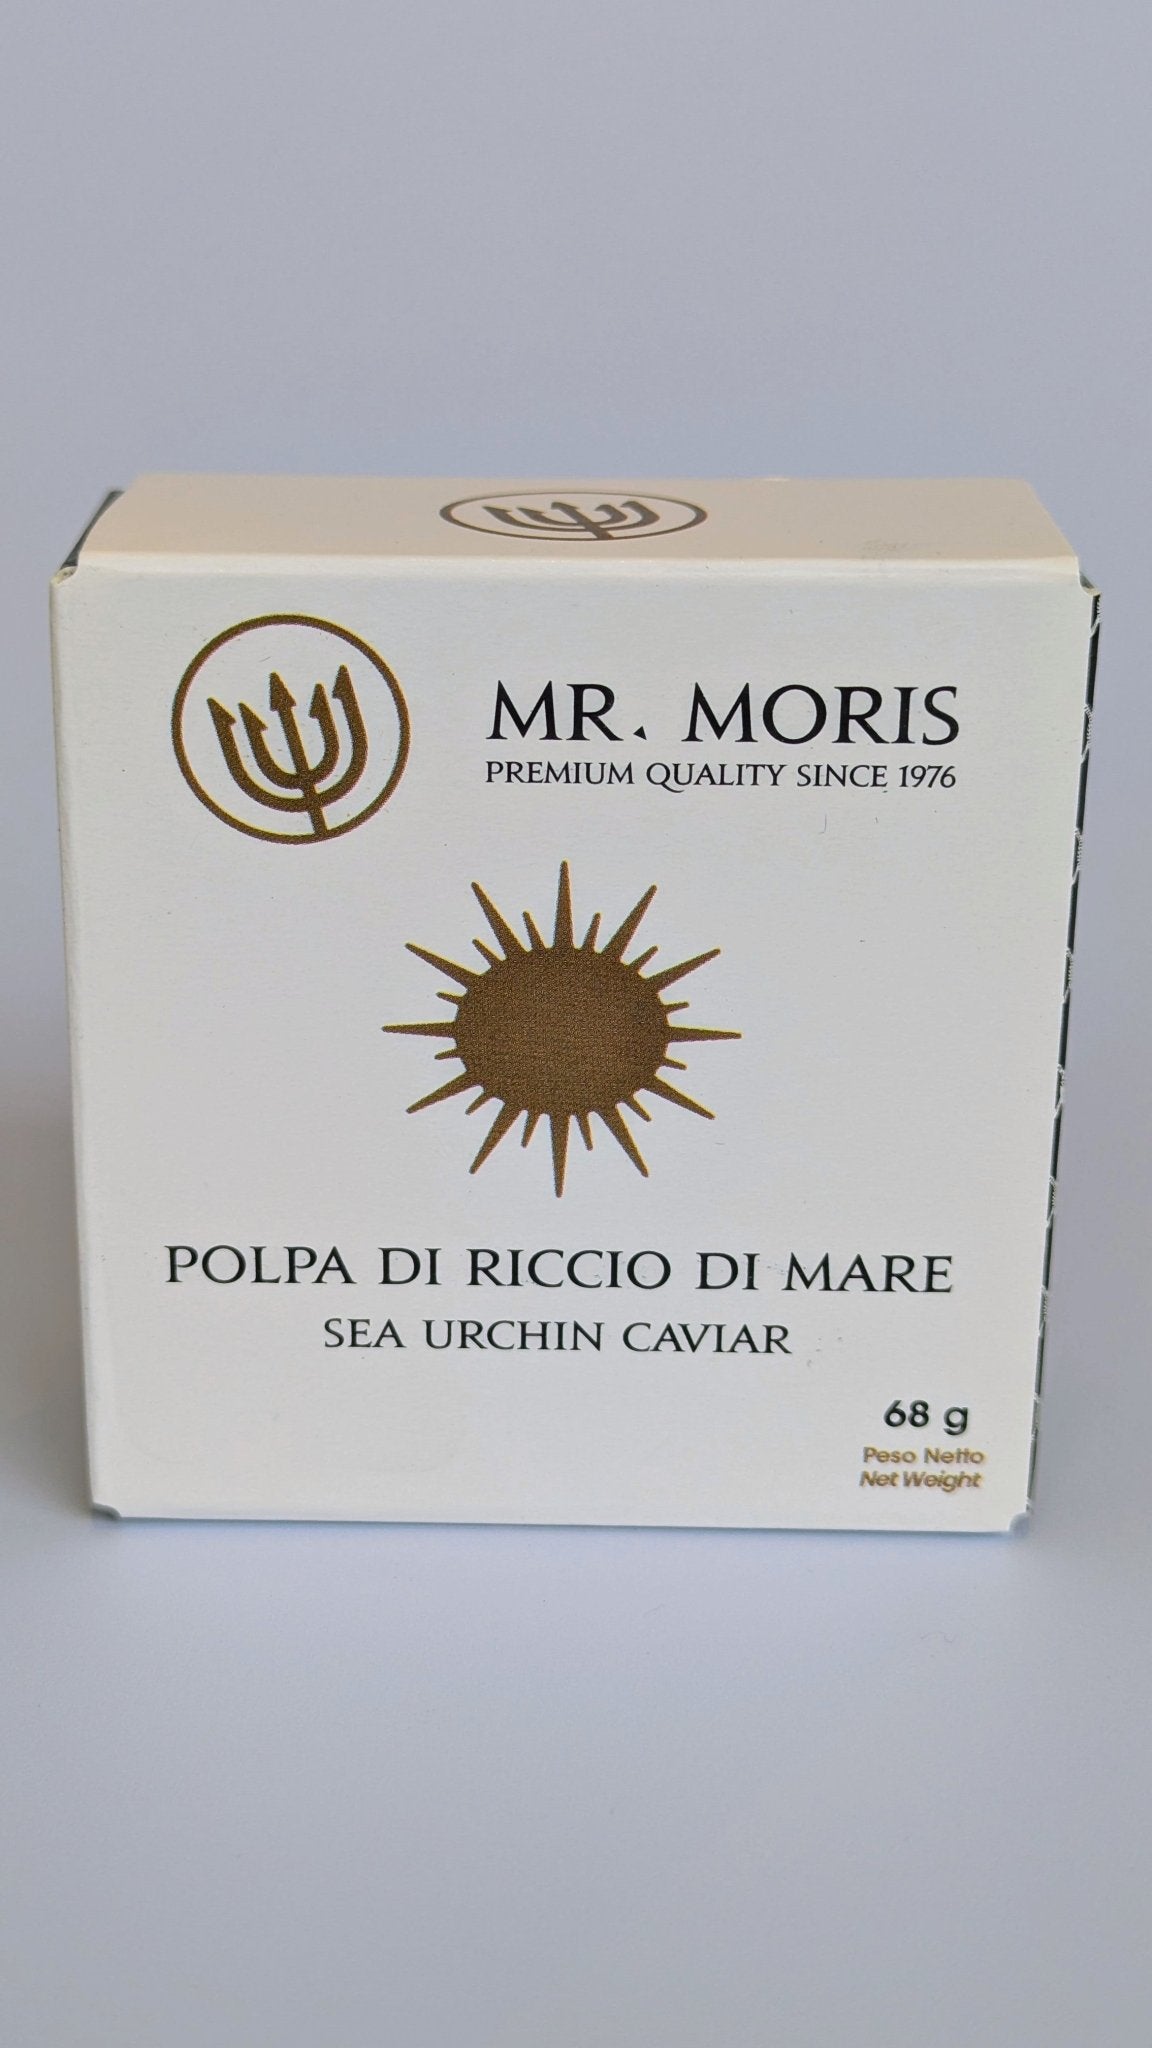 MR. MORIS
PREMIUM QUALITY SINCE 1976
POLPA DI RICCIO DI MARE
SEA URCHIN CAVIAR
68 g
Peso Netto
Net Weight